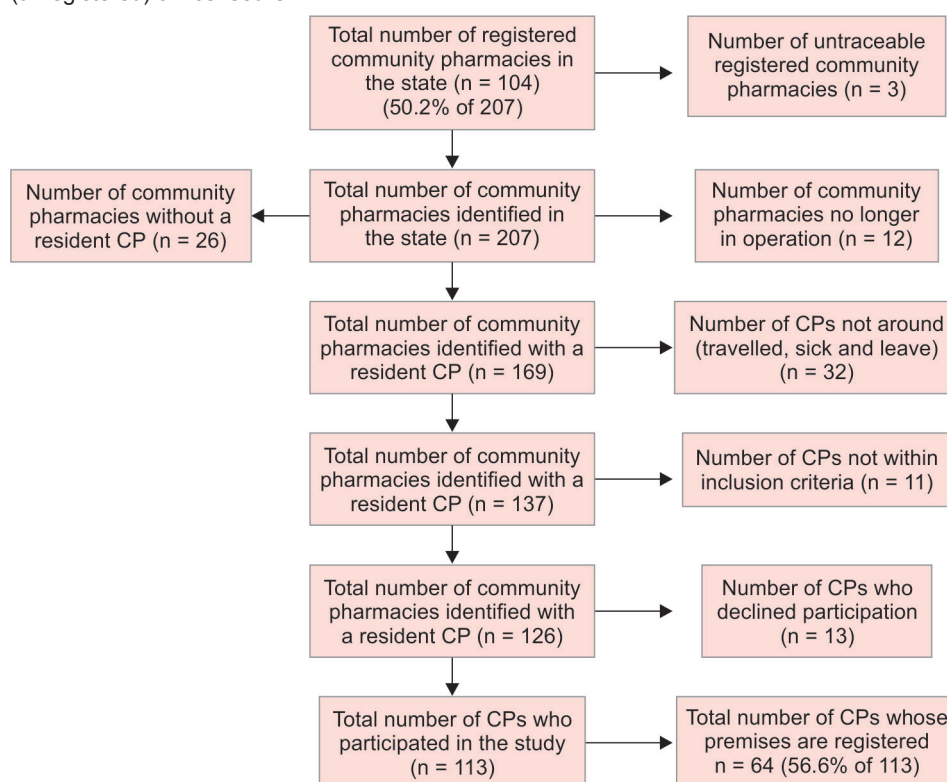 Total number of registered
community pharmacies in
the state (n = 104)
(50.2% of 207)
Number of untraceable
registered community
pharmacies (n = 3)
Number of community
pharmacies without a
resident CP (n = 26)
Total number of community
pharmacies identified in
the state (n = 207)
Number of community
pharmacies no longer
in operation (n = 12)
Total number of community
pharmacies identified with a
resident CP (n = 169)
Number of CPs not around
(travelled, sick and leave)
(n = 32)
Total number of community
pharmacies identified with a
resident CP (n = 137)
Number of CPs not within
inclusion criteria (n = 11)
Total number of community
pharmacies identified with
a resident CP (n = 126)
Number of CPs who
declined participation
(n = 13)
Total number of CPs who
participated in the study
(n = 113)
Total number of CPs whose
premises are registered
n = 64 (56.6% of 113)